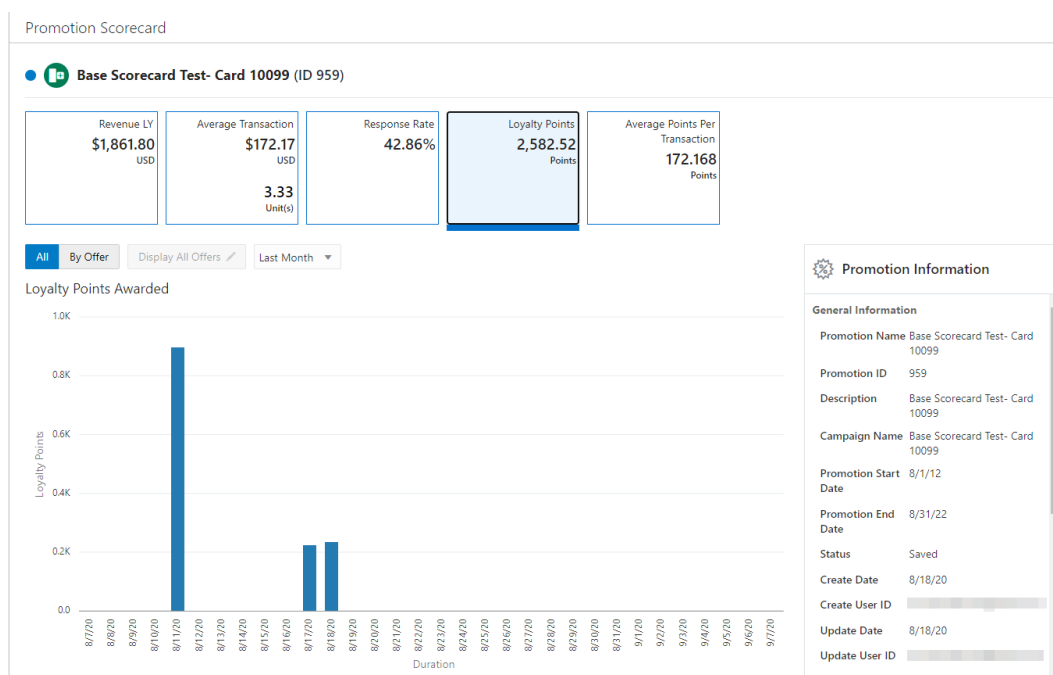 Promotion Scorecard
Base Scorecard Test- Card 10099 (ID 959)
Revenue LY
$1,861.80
USD
Average Transaction
$172.17
USD
3.33
Unit(s)
Response Rate
42.86%
Loyalty Points
2,582.52
Points
Average Points Per
Transaction
172.168
Points
All
By Offer
Display All Offers
Last Month
Loyalty Points Awarded
1.0K
0.8K
0.6K
0.4K
0.2K
0.0
Loyalty Points
8/7/20
8/8/20
8/9/20
8/10/20
8/11/20
8/12/20
8/13/20
8/14/20
8/15/20
8/16/20
8/17/20
8/18/20
8/19/20
8/20/20
8/21/20
8/22/20
8/23/20
8/24/20
8/25/20
8/26/20
8/27/20
8/28/20
8/29/20
8/30/20
8/31/20
9/1/20
9/2/20
9/3/20
9/4/20
9/5/20
9/6/20
9/7/20
Duration
Promotion Information
General Information
Promotion Name Base Scorecard Test- Card
10099
Promotion ID 959
Description Base Scorecard Test- Card
10099
Campaign Name Base Scorecard Test- Card
10099
Promotion Start 8/1/12
Date
Promotion End 8/31/22
Date
Status Saved
Create Date 8/18/20
Create User ID
Update Date 8/18/20
Update User ID